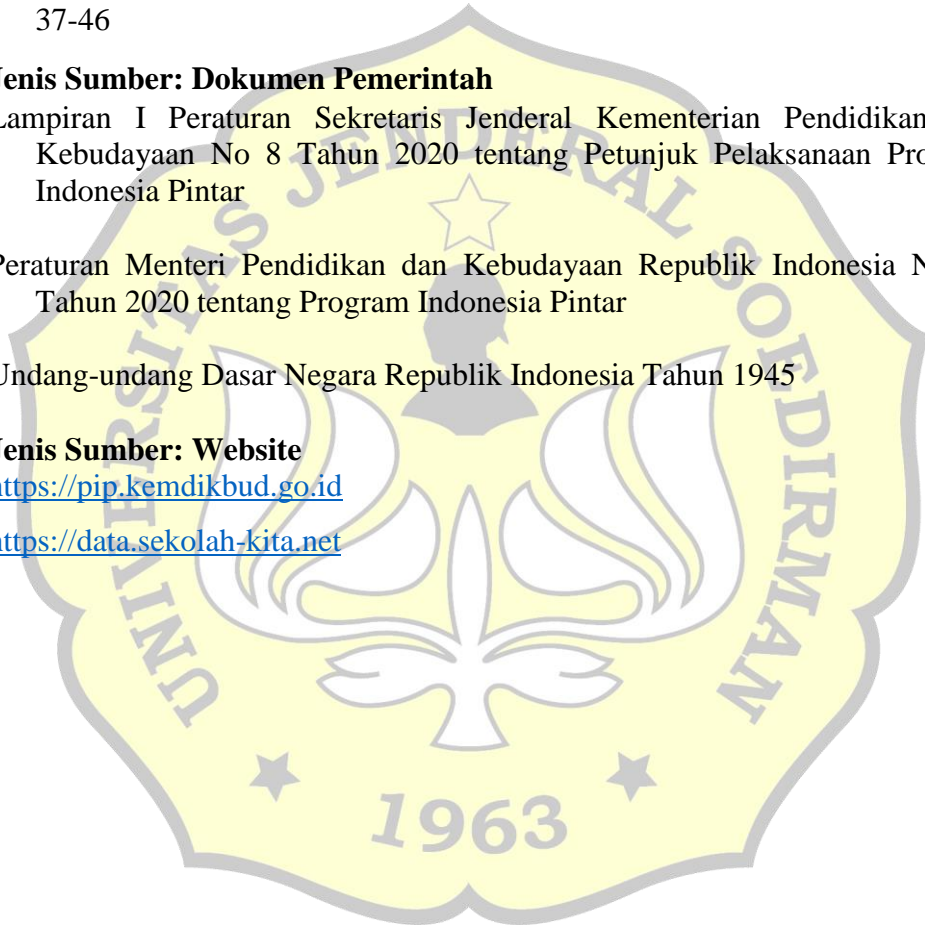 37-46
Jenis Sumber: Dokumen Pemerintah
Lampiran I Peraturan Sekretaris Jenderal Kementerian Pendidikan
Kebudayaan No 8 Tahun 2020 tentang Petunjuk Pelaksanaan Pro
Indonesia Pintar
Peraturan Menteri Pendidikan dan Kebudayaan Republik Indonesia N
Tahun 2020 tentang Program Indonesia Pintar
Undang-undang Dasar Negara Republik Indonesia Tahun 1945
Jenis Sumber: Website
https://pip.kemdikbud.go.id
https://data.sekolah-kita.net
UNIVERSITAS JENDERAL SOEDIRMAN
1963